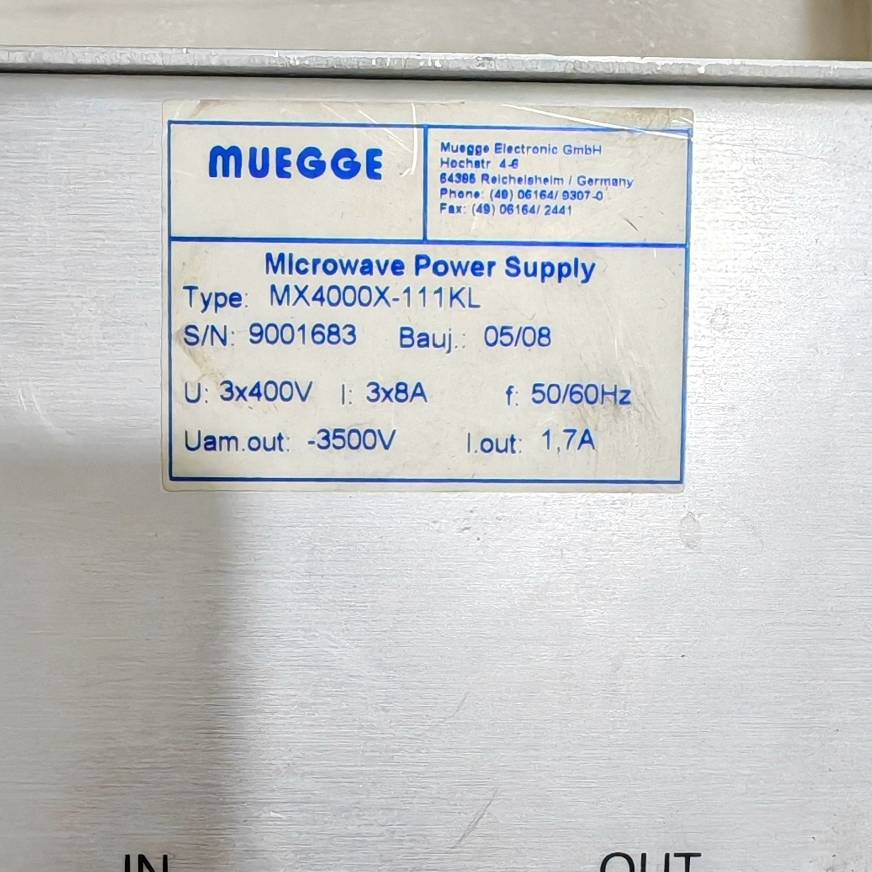 MUEGGE
Muegge Electronic GmbH
Hochstr. 4-6
64385 Reichelsheim / Germany
Phone: (49) 06164/ 9307-0
Fax: (49) 06164/ 2441
Microwave Power Supply
Type: MX4000X-111KL
S/N: 9001683 Bauj.: 05/08
U: 3x400V I: 3x8A f: 50/60Hz
Uam.out: -3500V I.out: 1,7A
IN OUT